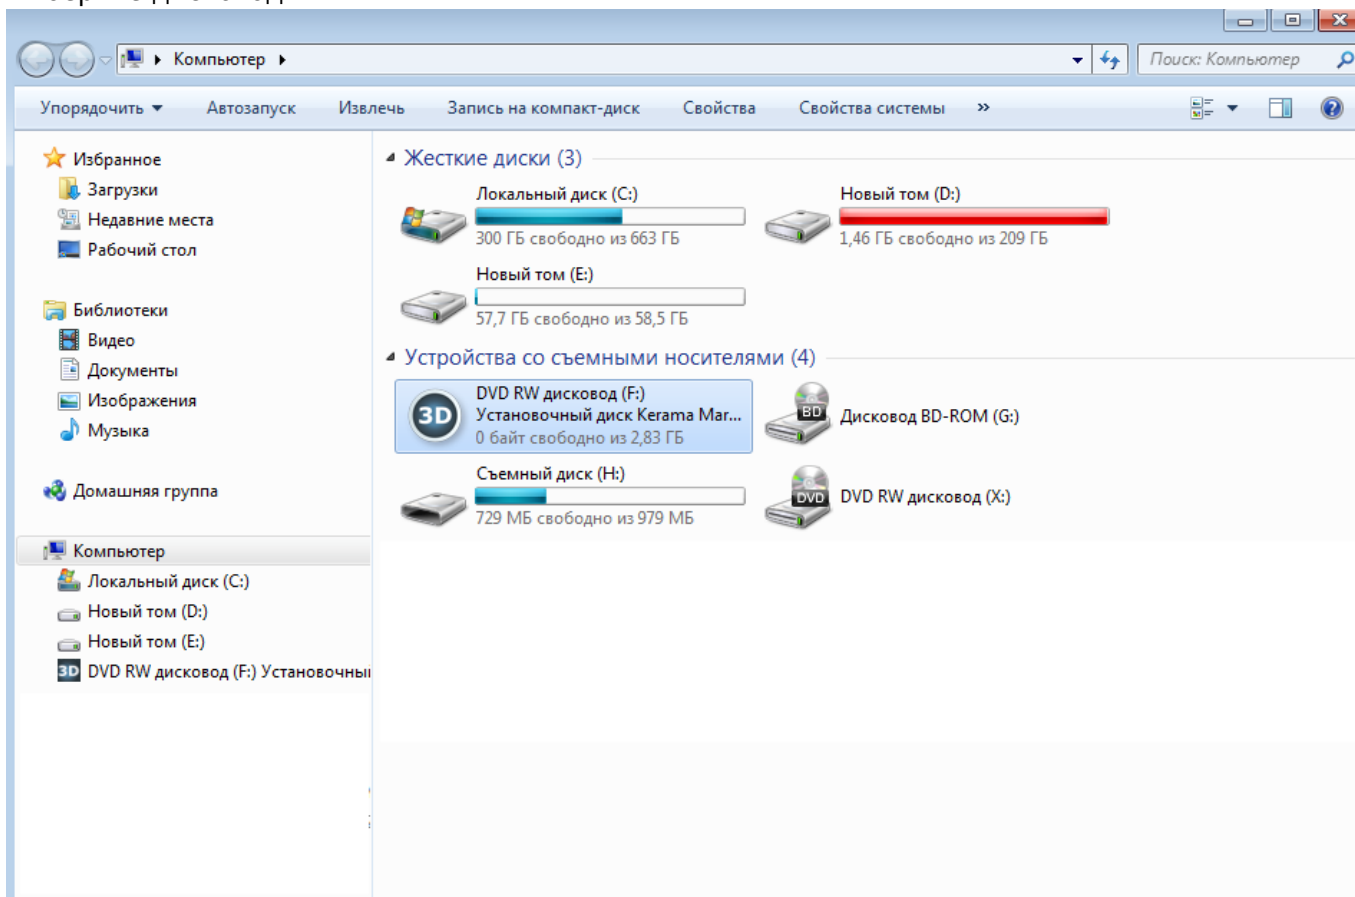 Компьютер
Поиск: Компьютер
Упорядочить Автозапуск Извлечь Запись на компакт-диск Свойства Свойства системы »
Избранное
Загрузки
Недавние места
Рабочий стол
Библиотеки
Видео
Документы
Изображения
Музыка
Домашняя группа
Компьютер
Локальный диск (C:)
Новый том (D:)
Новый том (E:)
3D DVD RW дисковод (F:) Установочны
Жесткие диски (3)
Локальный диск (C:)
300 ГБ свободно из 663 ГБ
Новый том (D:)
1,46 ГБ свободно из 209 ГБ
Новый том (E:)
57,7 ГБ свободно из 58,5 ГБ
Устройства со съемными носителями (4)
3D
DVD RW дисковод (F:)
Установочный диск Kerama Mar...
0 байт свободно из 2,83 ГБ
BD
Дисковод BD-ROM (G:)
Съемный диск (H:)
729 МБ свободно из 979 МБ
DVD
DVD RW дисковод (X:)